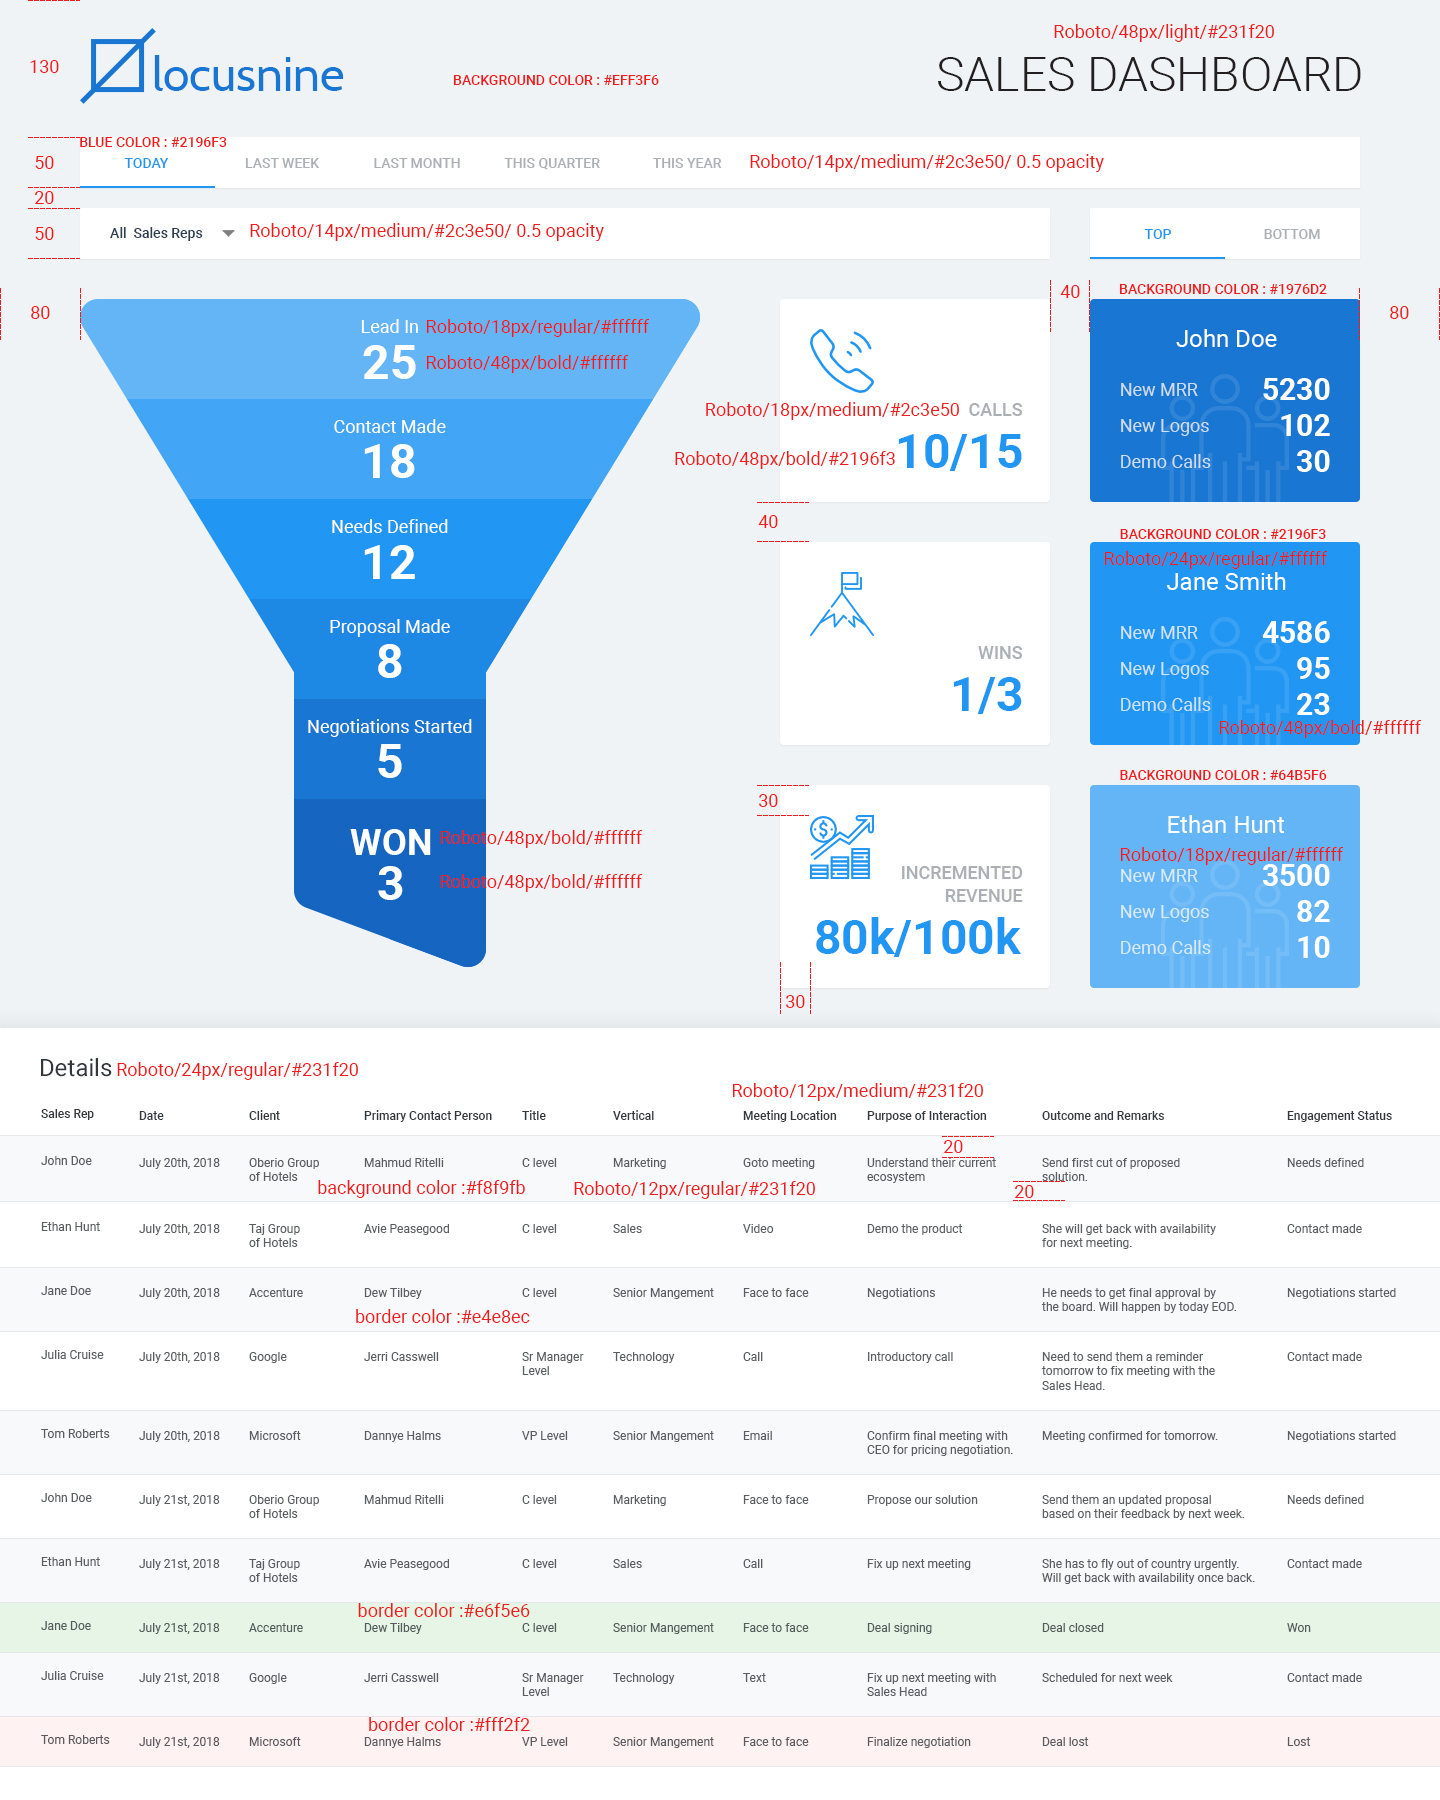 Roboto/48px/light/#231f20
130
locusnine
BACKGROUND COLOR : #EFF3F6
SALES DASHBOARD
BLUE COLOR : #2196F3
50
TODAY
LAST WEEK
LAST MONTH
THIS QUARTER
THIS YEAR
Roboto/14px/medium/#2c3e50/ 0.5 opacity
20
50
All Sales Reps
Roboto/14px/medium/#2c3e50/ 0.5 opacity
TOP
BOTTOM
80
40
BACKGROUND COLOR : #1976D2
80
Lead In
Roboto/18px/regular/#ffffff
25
Roboto/48px/bold/#ffffff
Contact Made
18
Needs Defined
12
Proposal Made
8
Negotiations Started
5
WON
Roboto/48px/bold/#ffffff
3
Roboto/48px/bold/#ffffff
Roboto/18px/medium/#2c3e50
CALLS
Roboto/48px/bold/#2196f3
10/15
40
WINS
1/3
30
INCREMENTED
REVENUE
80k/100k
30
John Doe
New MRR 5230
New Logos 102
Demo Calls 30
BACKGROUND COLOR : #2196F3
Roboto/24px/regular/#ffffff
Jane Smith
New MRR 4586
New Logos 95
Demo Calls 23
Roboto/48px/bold/#ffffff
BACKGROUND COLOR : #64B5F6
Ethan Hunt
Roboto/18px/regular/#ffffff
New MRR 3500
New Logos 82
Demo Calls 10
Details Roboto/24px/regular/#231f20
Roboto/12px/medium/#231f20
Sales Rep Date Client Primary Contact Person Title Vertical Meeting Location Purpose of Interaction Outcome and Remarks Engagement Status
20
John Doe July 20th, 2018 Oberio Group Mahmud Ritelli C level Marketing Goto meeting Understand their current Send first cut of proposed Needs defined
of Hotels ecosystem solution.
background color :#f8f9fb Roboto/12px/regular/#231f20 20
Ethan Hunt July 20th, 2018 Taj Group Avie Peasegood C level Sales Video Demo the product She will get back with availability Contact made
of Hotels for next meeting.
Jane Doe July 20th, 2018 Accenture Dew Tilbey C level Senior Mangement Face to face Negotiations He needs to get final approval by Negotiations started
the board. Will happen by today EOD.
border color :#e4e8ec
Julia Cruise July 20th, 2018 Google Jerri Casswell Sr Manager Technology Call Introductory call Need to send them a reminder Contact made
Level tomorrow to fix meeting with the
Sales Head.
Tom Roberts July 20th, 2018 Microsoft Dannye Halms VP Level Senior Mangement Email Confirm final meeting with Meeting confirmed for tomorrow. Negotiations started
CEO for pricing negotiation.
John Doe July 21st, 2018 Oberio Group Mahmud Ritelli C level Marketing Face to face Propose our solution Send them an updated proposal Needs defined
of Hotels based on their feedback by next week.
Ethan Hunt July 21st, 2018 Taj Group Avie Peasegood C level Sales Call Fix up next meeting She has to fly out of country urgently. Contact made
of Hotels Will get back with availability once back.
border color :#e6f5e6
Jane Doe July 21st, 2018 Accenture Dew Tilbey C level Senior Mangement Face to face Deal signing Deal closed Won
Julia Cruise July 21st, 2018 Google Jerri Casswell Sr Manager Technology Text Fix up next meeting with Scheduled for next week Contact made
Level Sales Head
border color :#fff2f2
Tom Roberts July 21st, 2018 Microsoft Dannye Halms VP Level Senior Mangement Face to face Finalize negotiation Deal lost Lost